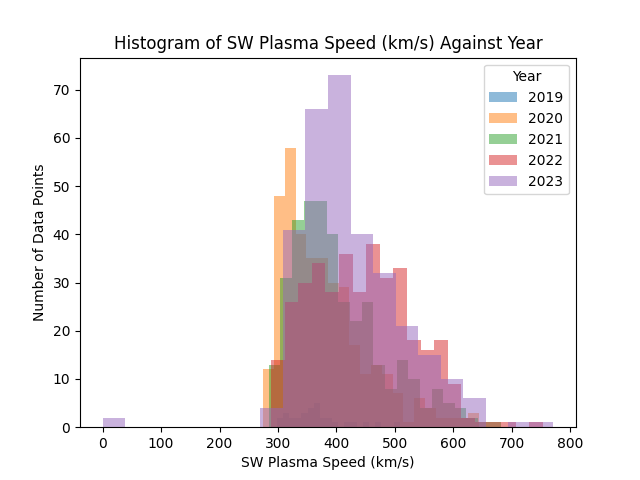 Histogram of SW Plasma Speed (km/s) Against Year
Year
2019
2020
2021
2022
2023
Number of Data Points
70
60
50
40
30
20
10
0
0 100 200 300 400 500 600 700 800
SW Plasma Speed (km/s)